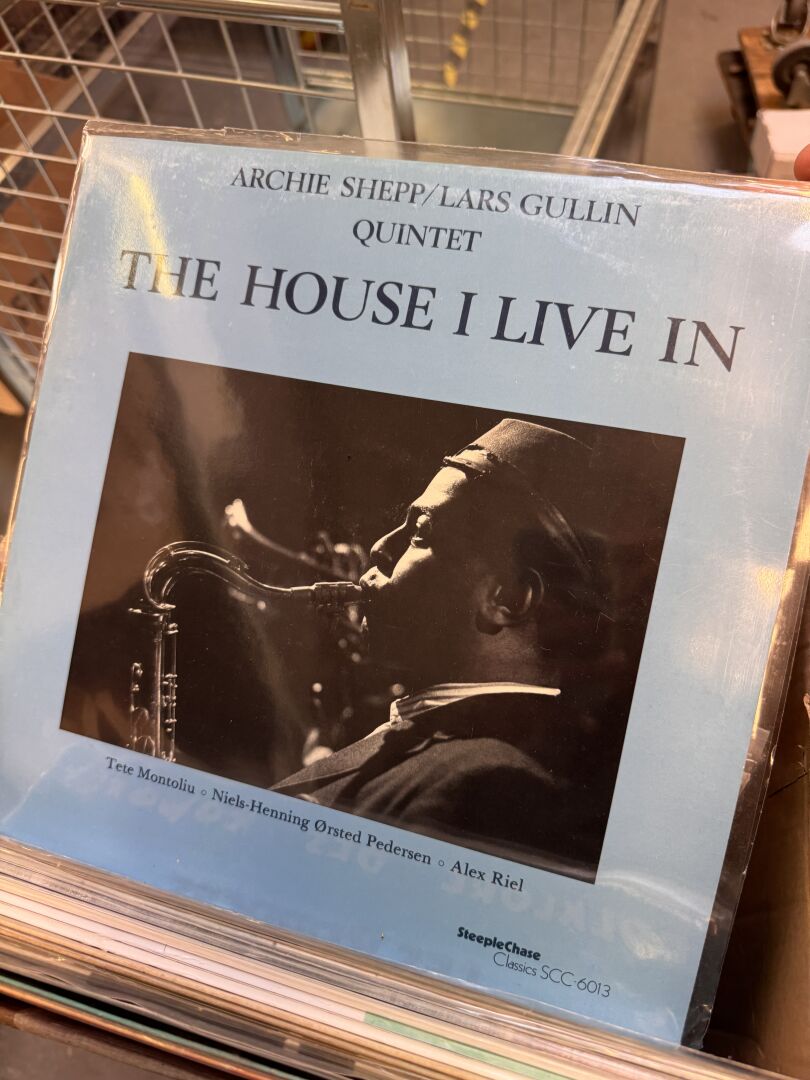 ARCHIE SHEPP/LARS GULLIN
QUINTET
THE HOUSE I LIVE IN
Tete Montoliu ○ Niels-Henning Ørsted Pedersen ○ Alex Riel
SteepleChase
Classics SCC-6013